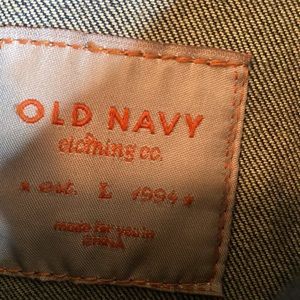 OLD NAVY
clothing co.
* est. L 1994 *
made for you in